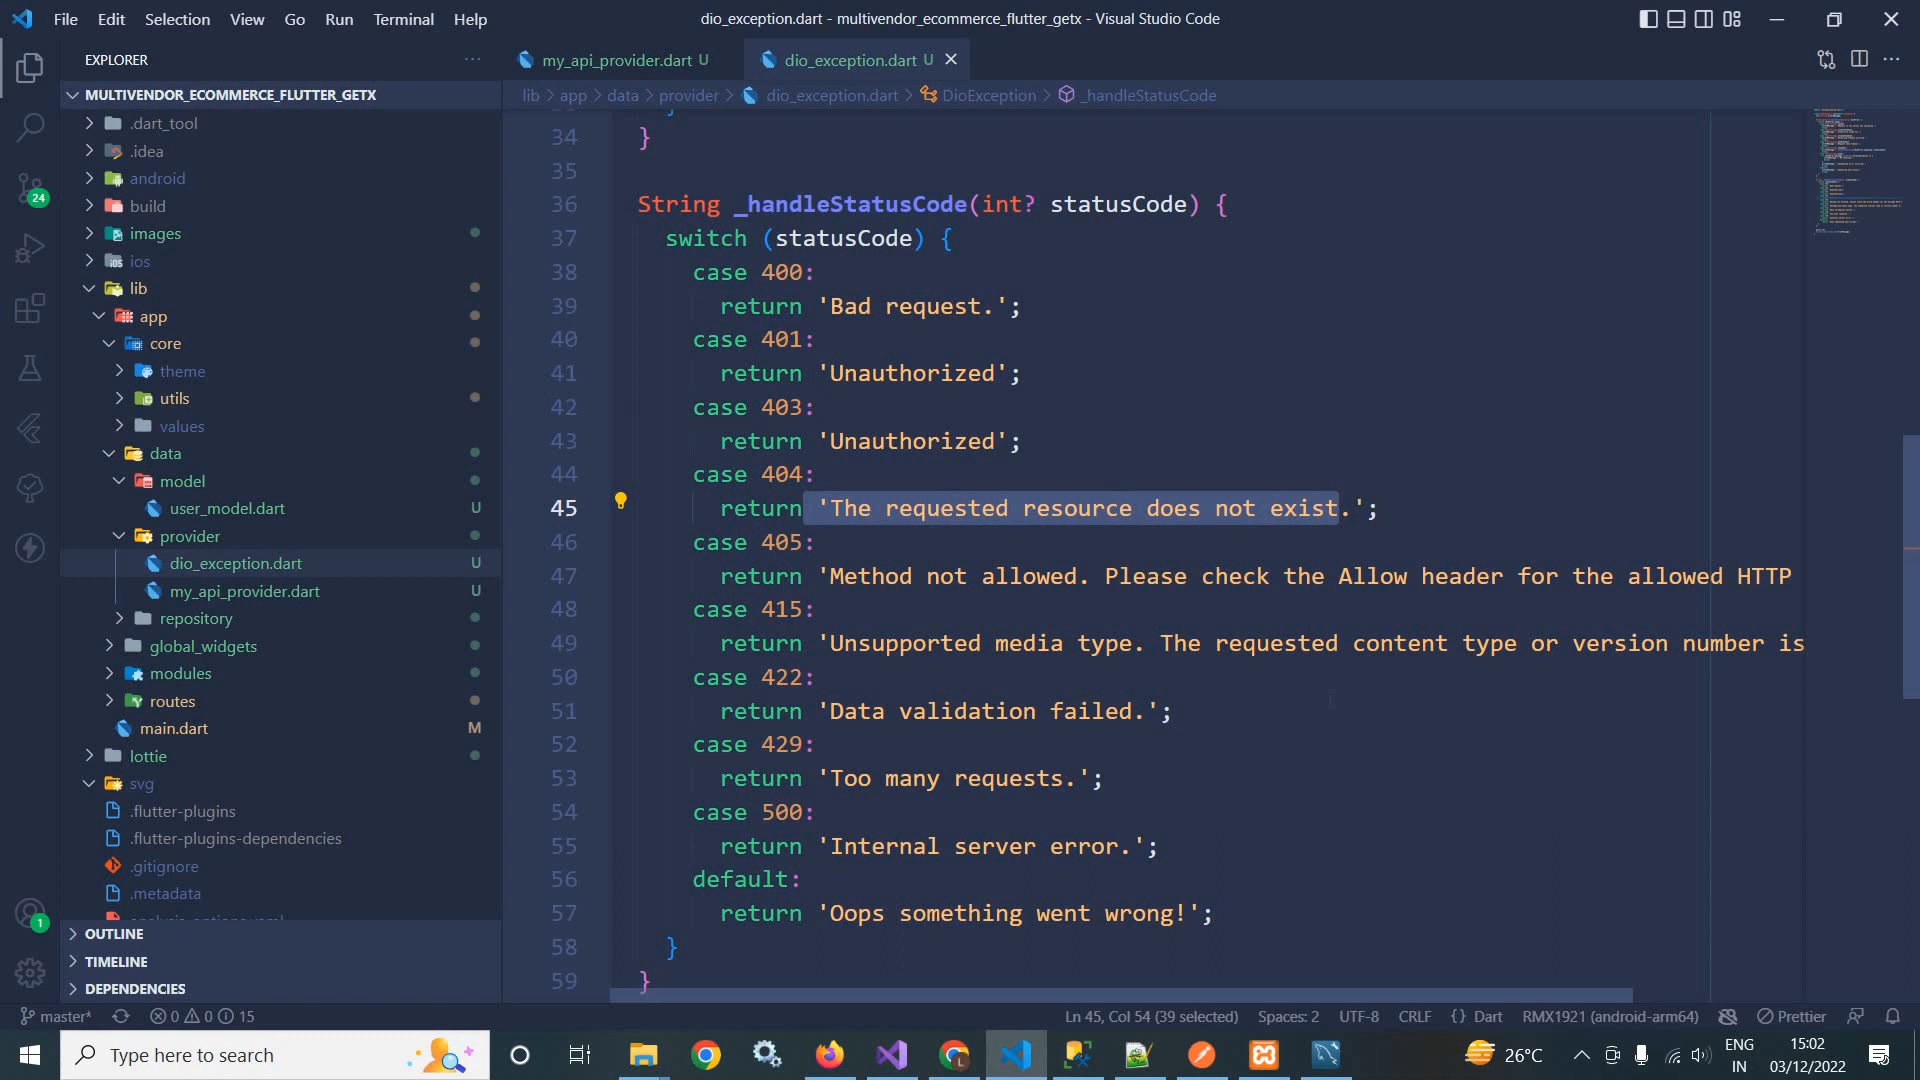 File Edit Selection View Go Run Terminal Help
dio_exception.dart - multivendor_ecommerce_flutter_getx - Visual Studio Code
EXPLORER
MULTIVENDOR_ECOMMERCE_FLUTTER_GETX
.dart_tool
.idea
android
build
images
ios
lib
app
core
theme
utils
values
data
model
user_model.dart U
provider
dio_exception.dart U
my_api_provider.dart U
repository
global_widgets
modules
routes
main.dart M
lottie
svg
.flutter-plugins
.flutter-plugins-dependencies
.gitignore
.metadata
OUTLINE
TIMELINE
DEPENDENCIES
24
1
my_api_provider.dart U
dio_exception.dart U
lib > app > data > provider > dio_exception.dart > DioException > _handleStatusCode
34 }
35
36 String _handleStatusCode(int? statusCode) {
37 switch (statusCode) {
38 case 400:
39 return 'Bad request.';
40 case 401:
41 return 'Unauthorized';
42 case 403:
43 return 'Unauthorized';
44 case 404:
45 return 'The requested resource does not exist.';
46 case 405:
47 return 'Method not allowed. Please check the Allow header for the allowed HTTP
48 case 415:
49 return 'Unsupported media type. The requested content type or version number is
50 case 422:
51 return 'Data validation failed.';
52 case 429:
53 return 'Too many requests.';
54 case 500:
55 return 'Internal server error.';
56 default:
57 return 'Oops something went wrong!';
58 }
59 }
master* 0 0 15
Ln 45, Col 54 (39 selected) Spaces: 2 UTF-8 CRLF {} Dart RMX1921 (android-arm64) Prettier
Type here to search
26°C
ENG
IN
15:02
03/12/2022